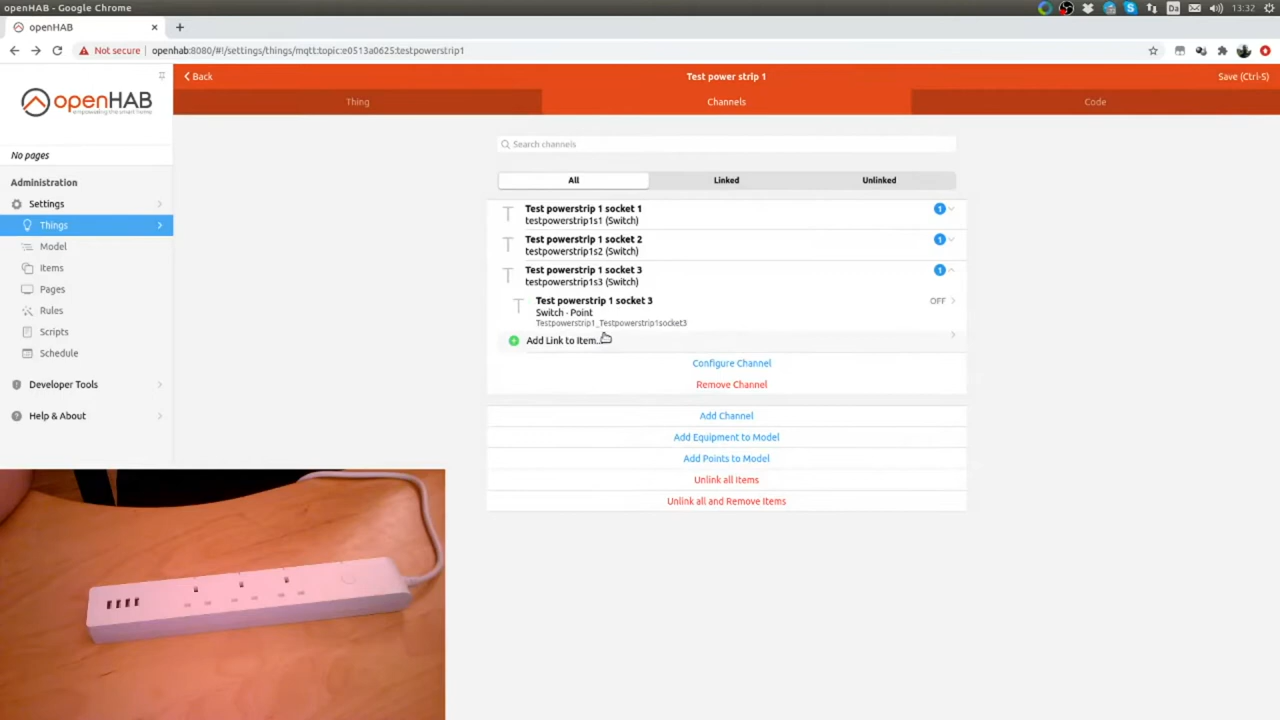 openHAB - Google Chrome
Da
13:32
openHAB
Not secure
openhab:8080/#!/settings/things/mqtt:topic:e0513a0625:testpowerstrip1
openHAB
empowering the smart home
Back
Test power strip 1
Save (Ctrl-S)
Thing
Channels
Code
No pages
Administration
Settings
Things
Model
Items
Pages
Rules
Scripts
Schedule
Developer Tools
Help & About
Search channels
All
Linked
Unlinked
T
Test powerstrip 1 socket 1
testpowerstrip1s1 (Switch)
1
T
Test powerstrip 1 socket 2
testpowerstrip1s2 (Switch)
1
T
Test powerstrip 1 socket 3
testpowerstrip1s3 (Switch)
1
T
Test powerstrip 1 socket 3
Switch · Point
Testpowerstrip1_Testpowerstrip1socket3
OFF
Add Link to Item...
Configure Channel
Remove Channel
Add Channel
Add Equipment to Model
Add Points to Model
Unlink all Items
Unlink all and Remove Items